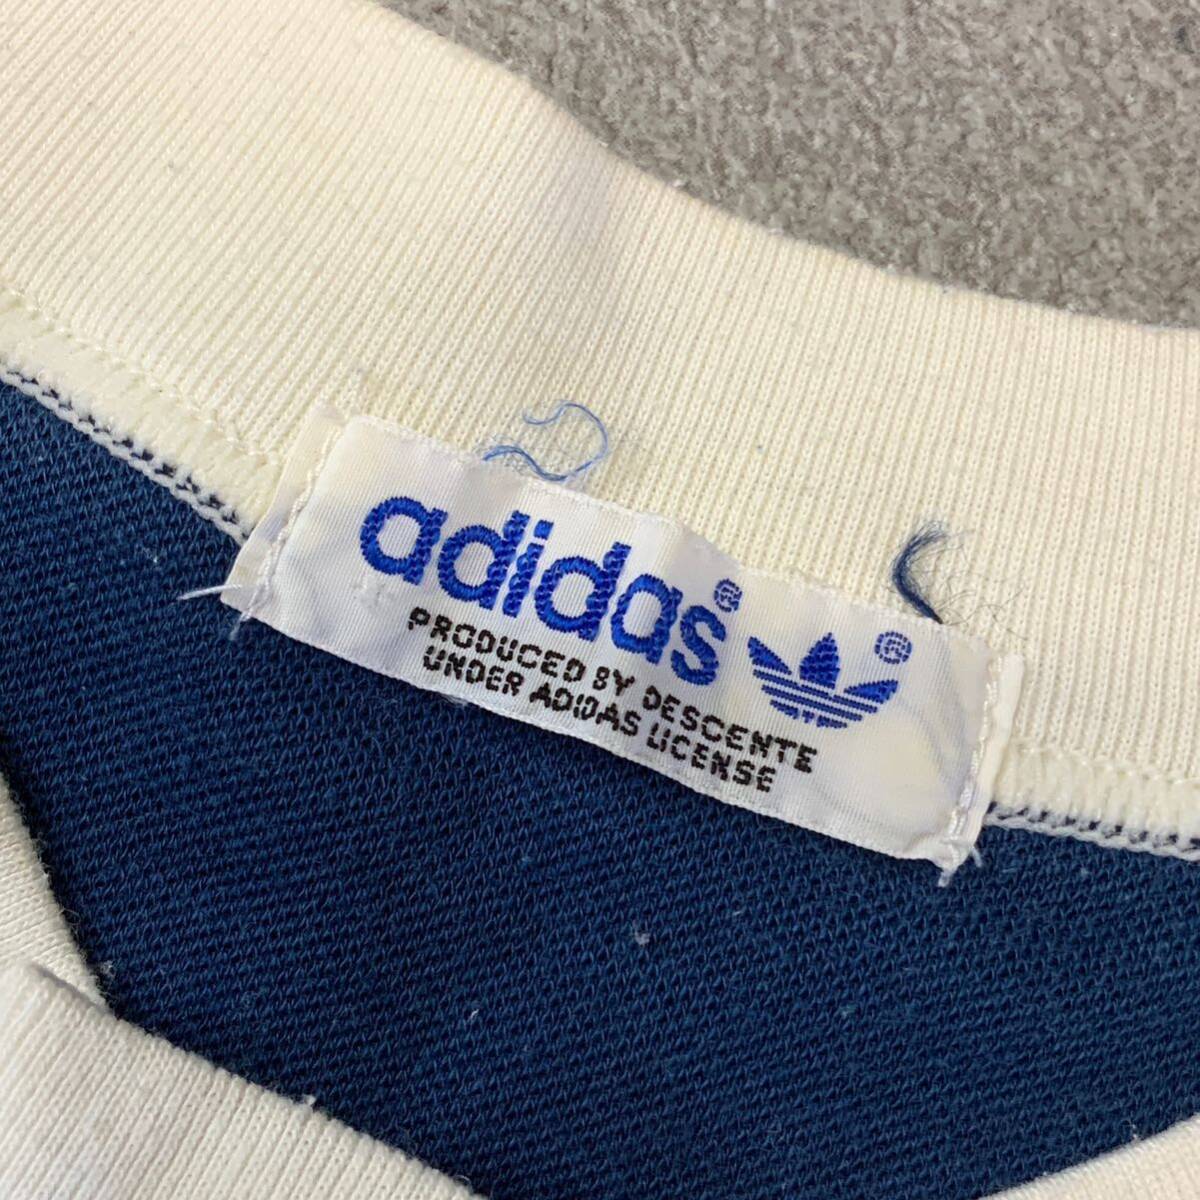 adidas®
®
PRODUCED BY DESCENTE
UNDER ADIDAS LICENSE